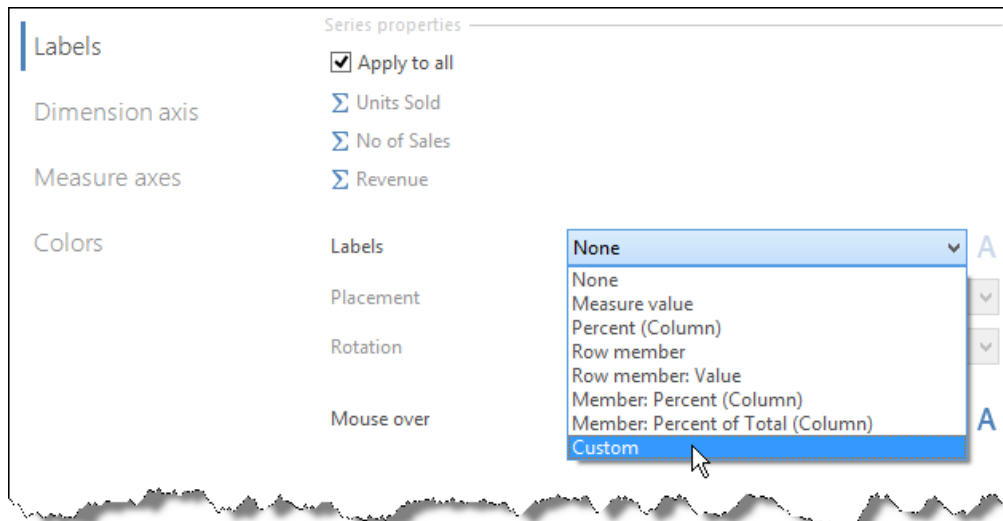 Series properties
Labels
Apply to all
Dimension axis
Σ Units Sold
Σ No of Sales
Measure axes
Σ Revenue
Colors
Labels
None
A
None
Placement
Measure value
Percent (Column)
Rotation
Row member
Row member: Value
Member: Percent (Column)
Mouse over
Member: Percent of Total (Column)
A
Custom